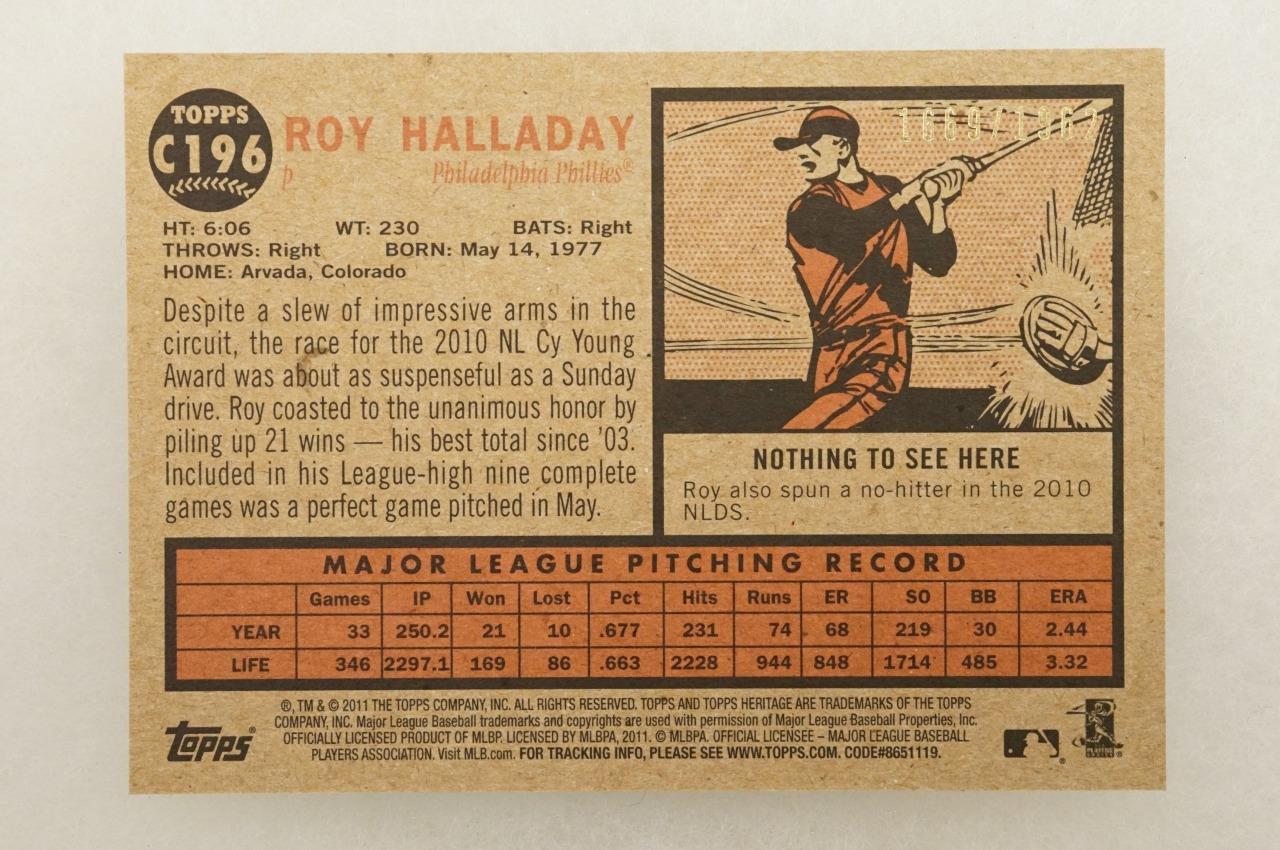 TOPPS
C196
ROY HALLADAY
p Philadelphia Phillies®
HT: 6:06 WT: 230 BATS: Right
THROWS: Right BORN: May 14, 1977
HOME: Arvada, Colorado
Despite a slew of impressive arms in the
circuit, the race for the 2010 NL Cy Young
Award was about as suspenseful as a Sunday
drive. Roy coasted to the unanimous honor by
piling up 21 wins — his best total since '03.
Included in his League-high nine complete
games was a perfect game pitched in May.
1669/1962
NOTHING TO SEE HERE
Roy also spun a no-hitter in the 2010
NLDS.
MAJOR LEAGUE PITCHING RECORD
Games IP Won Lost Pct Hits Runs ER SO BB ERA
YEAR 33 250.2 21 10 .677 231 74 68 219 30 2.44
LIFE 346 2297.1 169 86 .663 2228 944 848 1714 485 3.32
®, TM & © 2011 THE TOPPS COMPANY, INC. ALL RIGHTS RESERVED. TOPPS AND TOPPS HERITAGE ARE TRADEMARKS OF THE TOPPS
COMPANY, INC. Major League Baseball trademarks and copyrights are used with permission of Major League Baseball Properties, Inc.
OFFICIALLY LICENSED PRODUCT OF MLBP. LICENSED BY MLBPA, 2011. © MLBPA. OFFICIAL LICENSEE – MAJOR LEAGUE BASEBALL
PLAYERS ASSOCIATION. Visit MLB.com. FOR TRACKING INFO, PLEASE SEE WWW.TOPPS.COM. CODE#8651119.
topps®